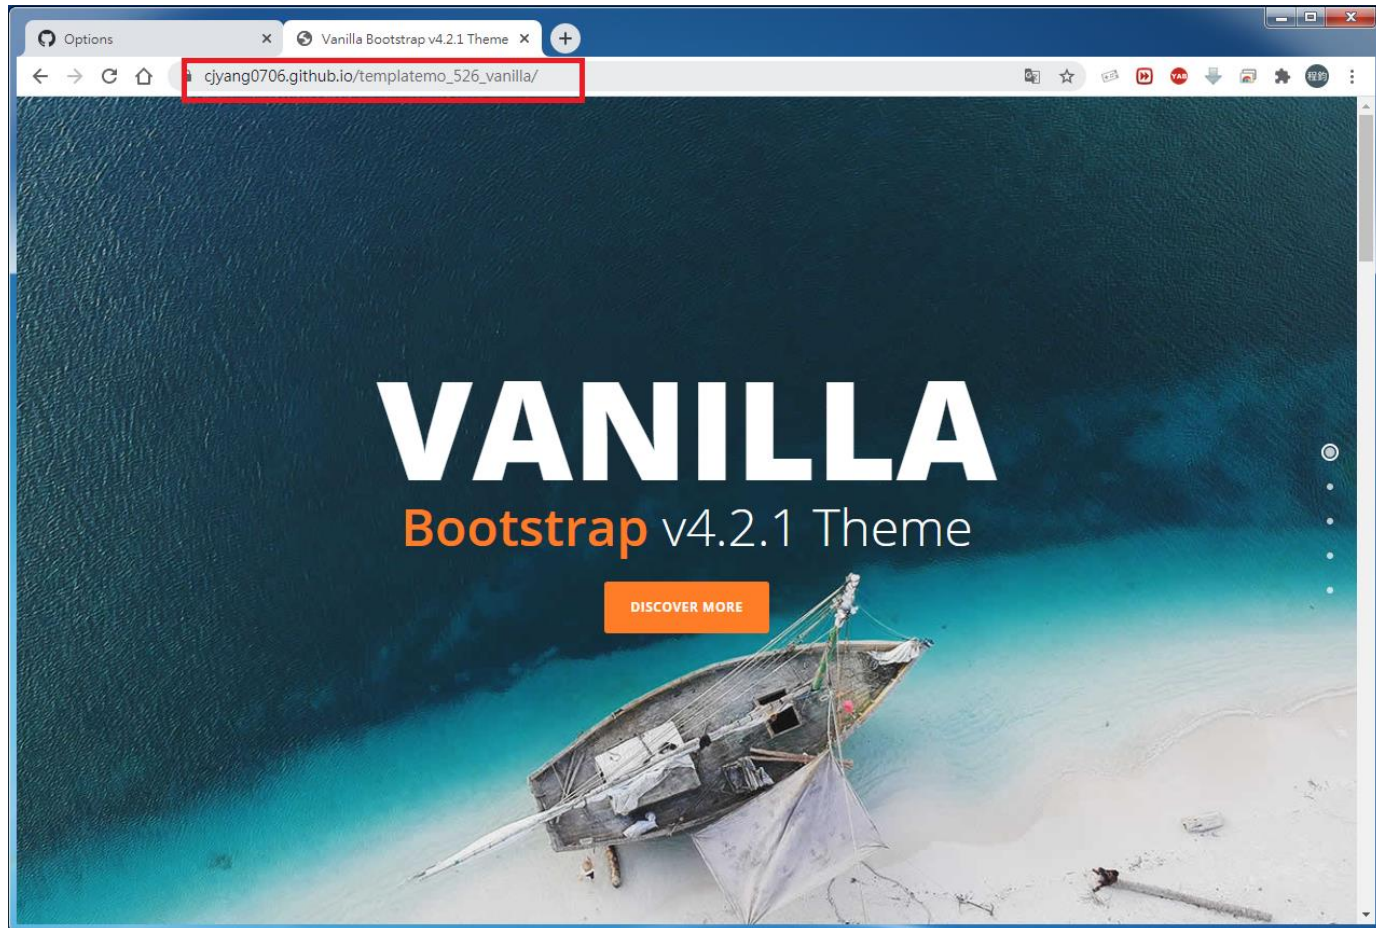 Options
Vanilla Bootstrap v4.2.1 Theme
cjyang0706.github.io/templatemo_526_vanilla/
YAB
程鈞
VANILLA
Bootstrap v4.2.1 Theme
DISCOVER MORE